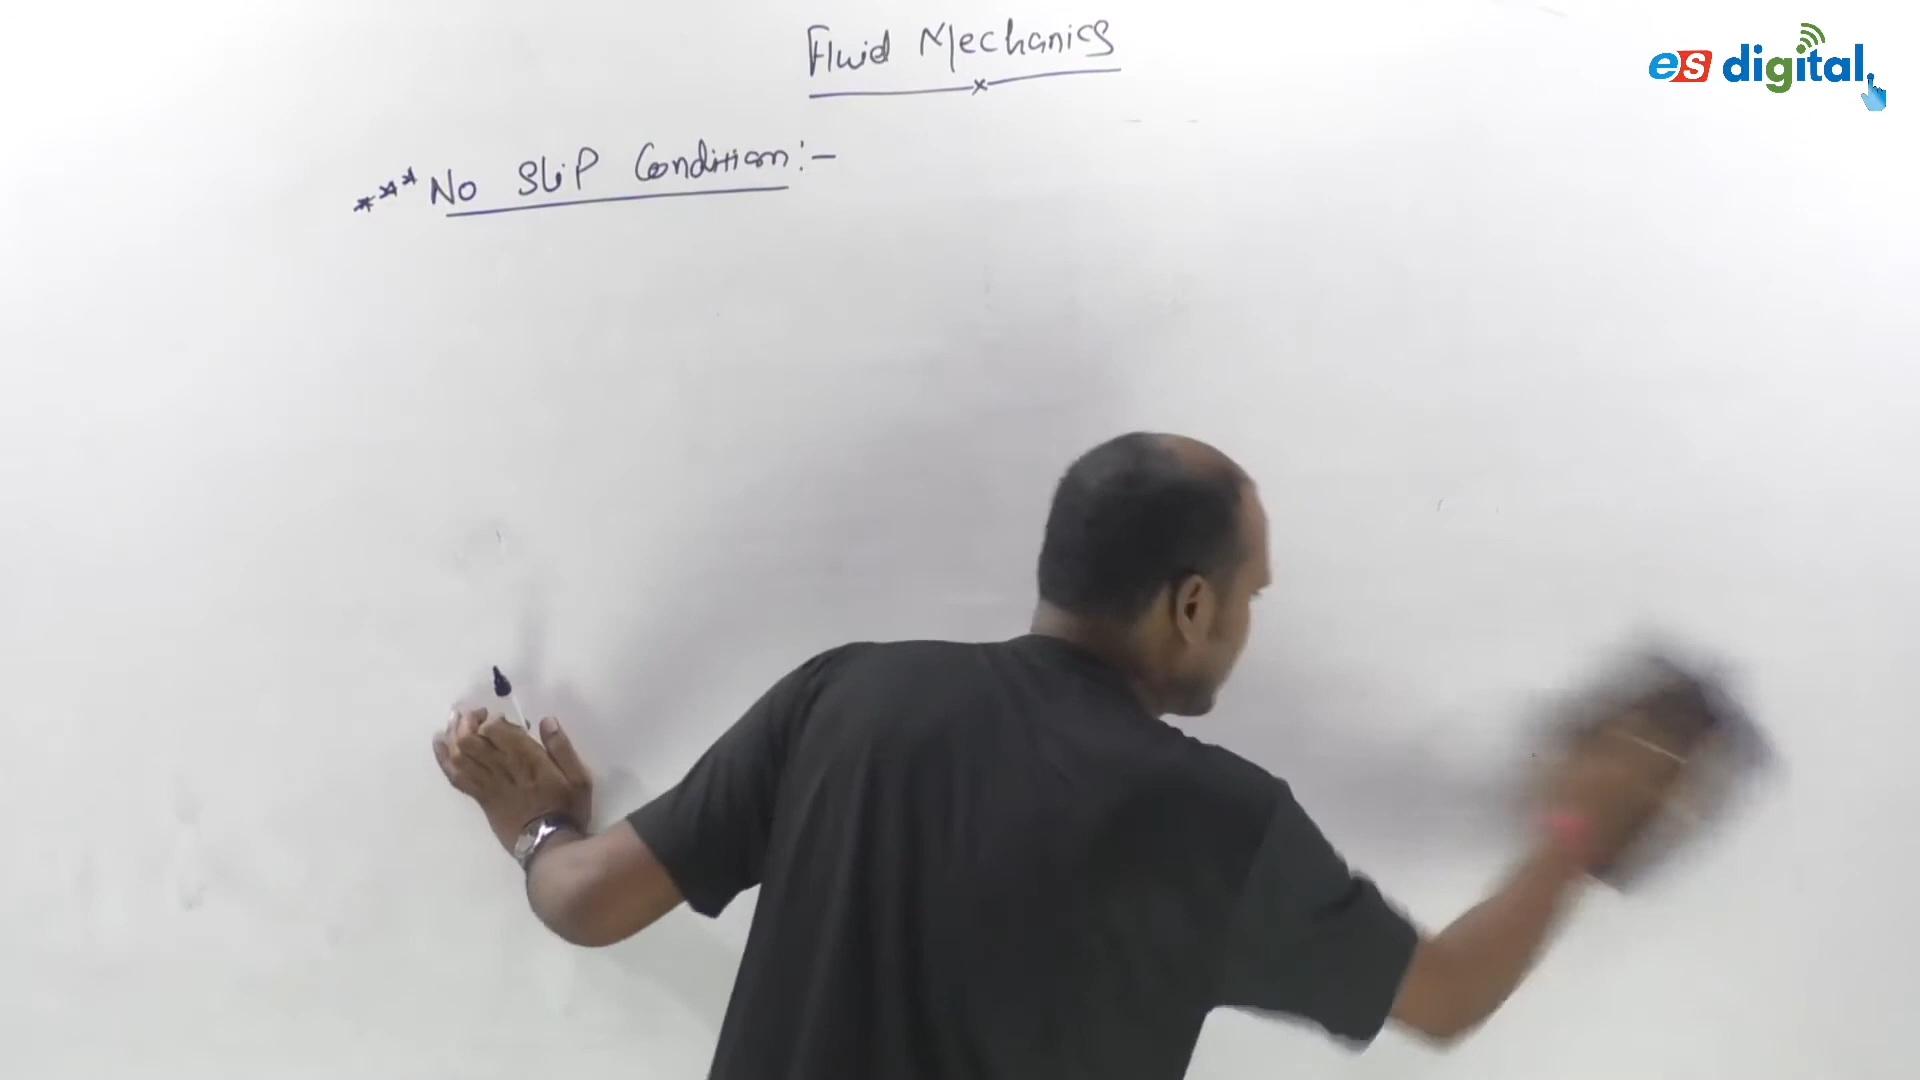 es digital
Fluid Mechanics
*** No Slip Condition:-